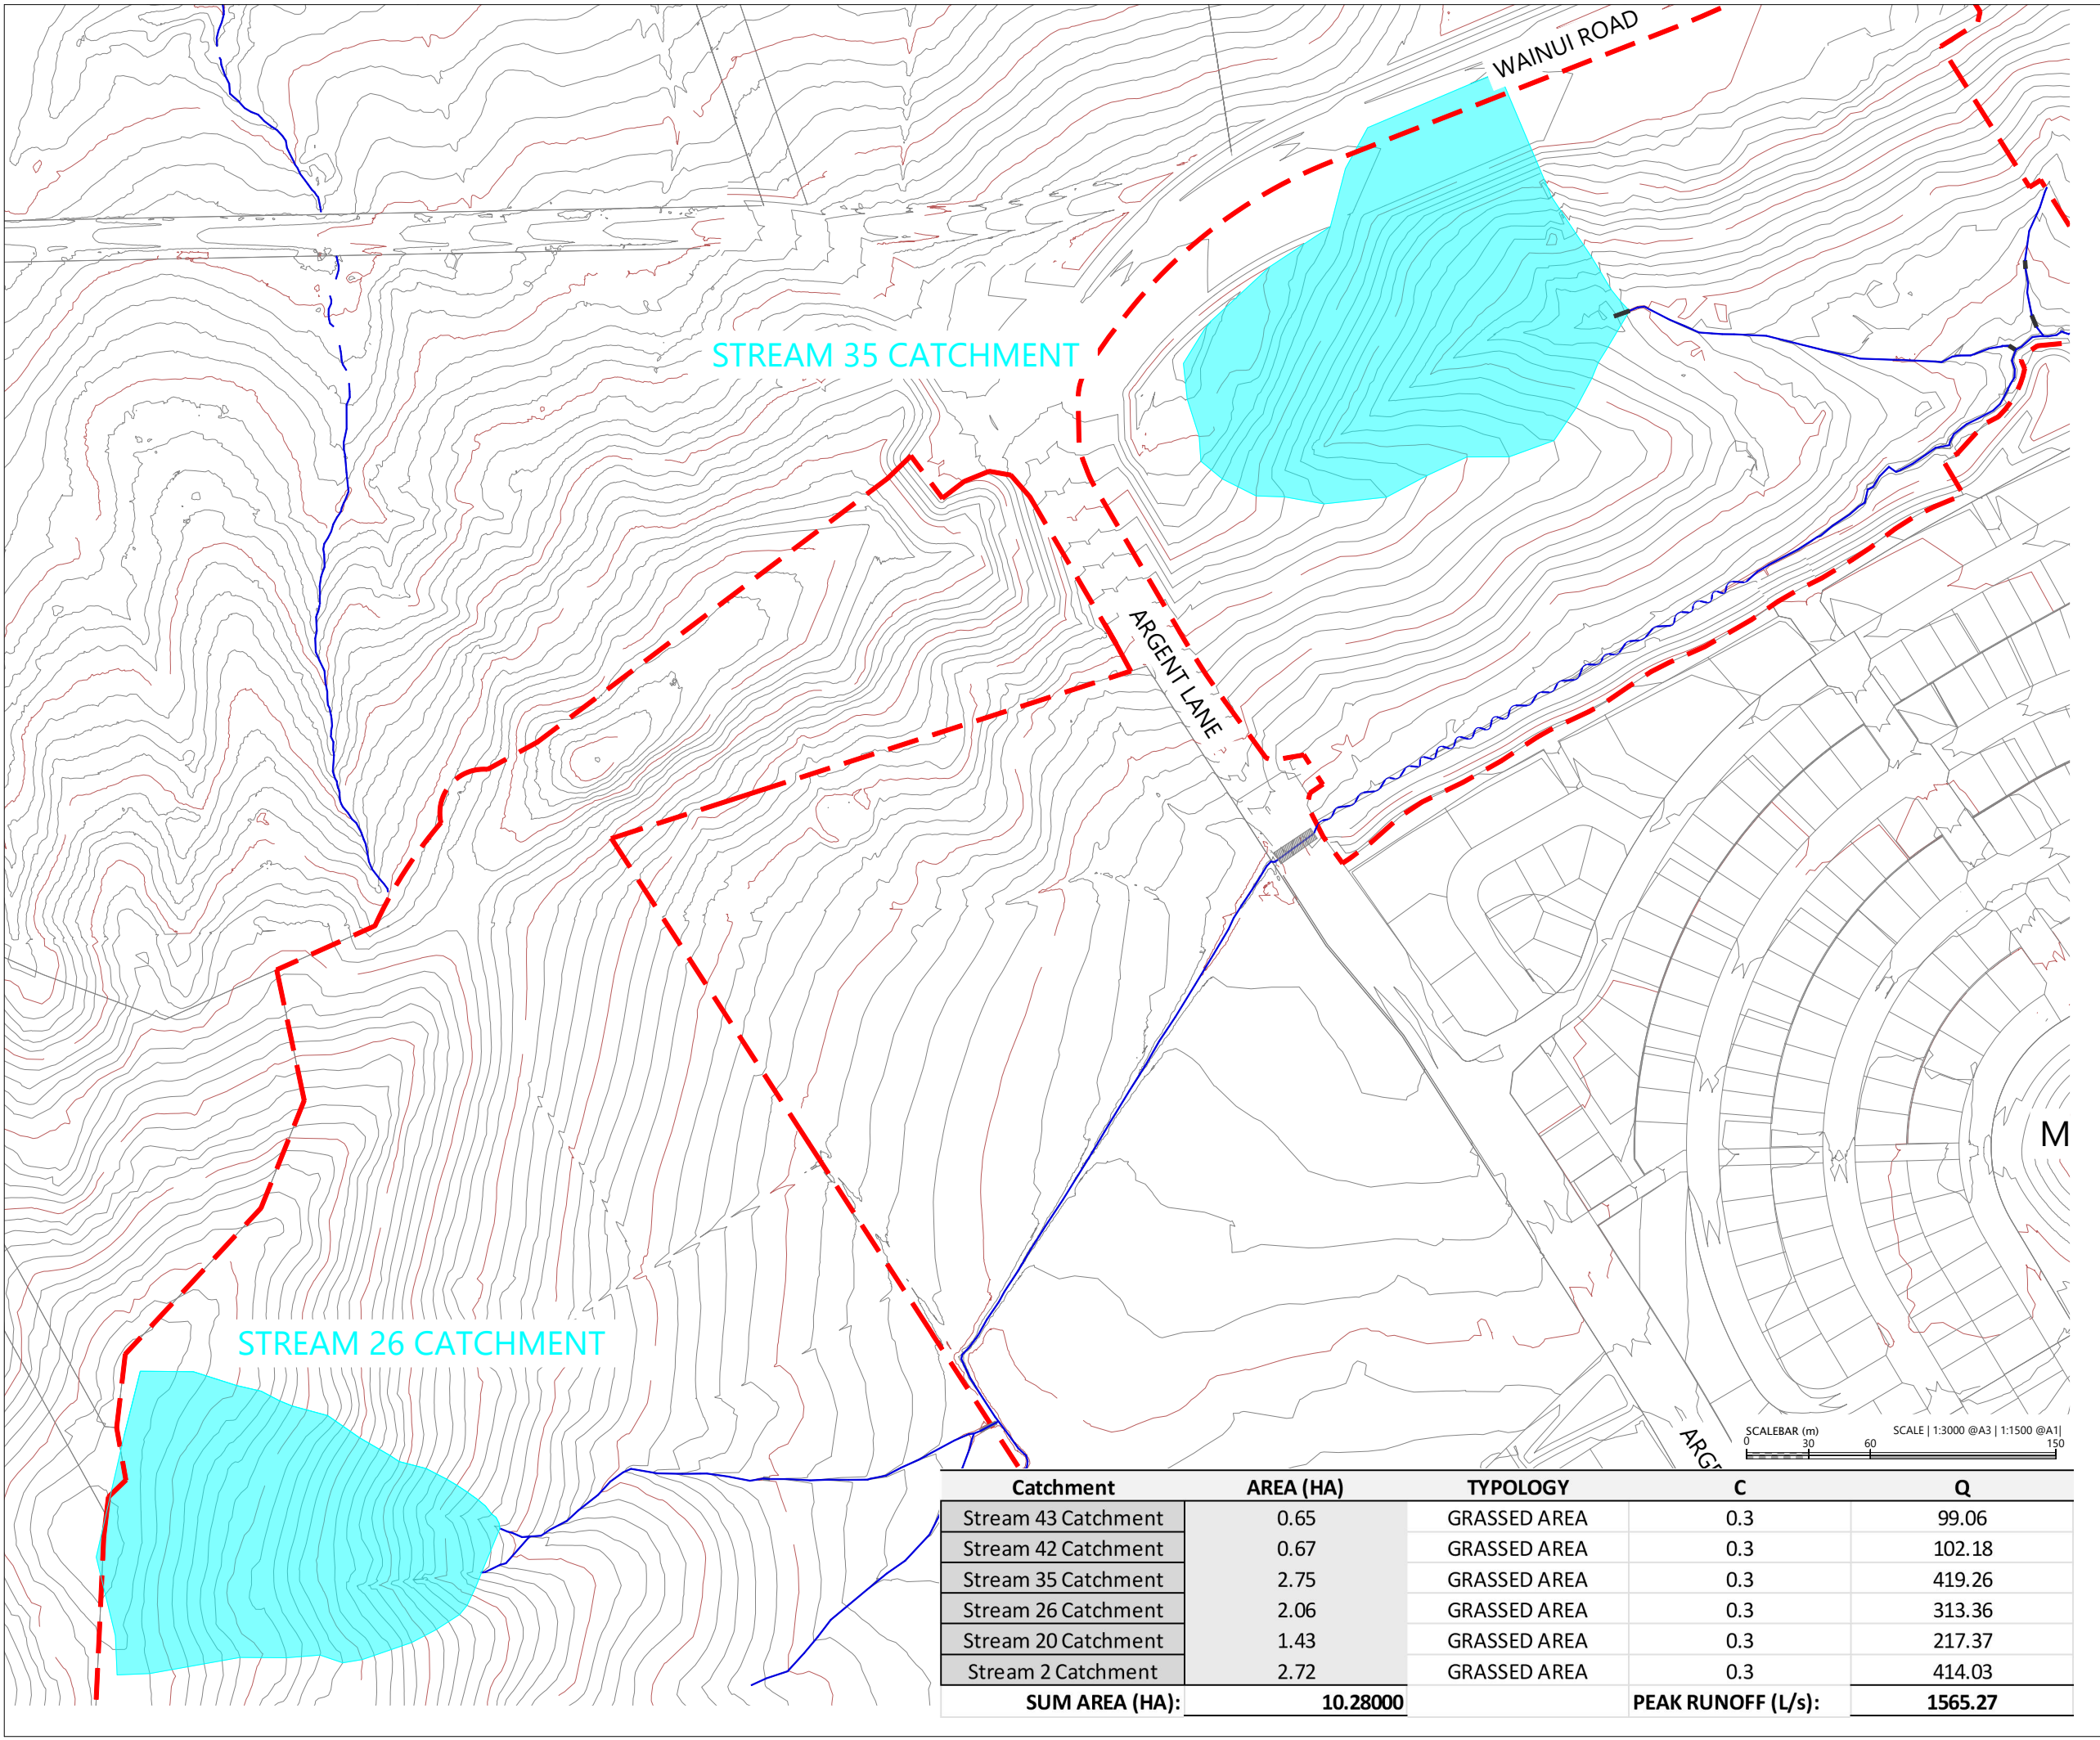 WAINUI ROAD
STREAM 35 CATCHMENT
ARGENT LANE
M
STREAM 26 CATCHMENT
ARGE
SCALEBAR (m)
SCALE | 1:3000 @A3 | 1:1500 @A1|
0 30 60 150
Catchment AREA (HA) TYPOLOGY C Q
Stream 43 Catchment 0.65 GRASSED AREA 0.3 99.06
Stream 42 Catchment 0.67 GRASSED AREA 0.3 102.18
Stream 35 Catchment 2.75 GRASSED AREA 0.3 419.26
Stream 26 Catchment 2.06 GRASSED AREA 0.3 313.36
Stream 20 Catchment 1.43 GRASSED AREA 0.3 217.37
Stream 2 Catchment 2.72 GRASSED AREA 0.3 414.03
SUM AREA (HA): 10.28000 PEAK RUNOFF (L/s): 1565.27